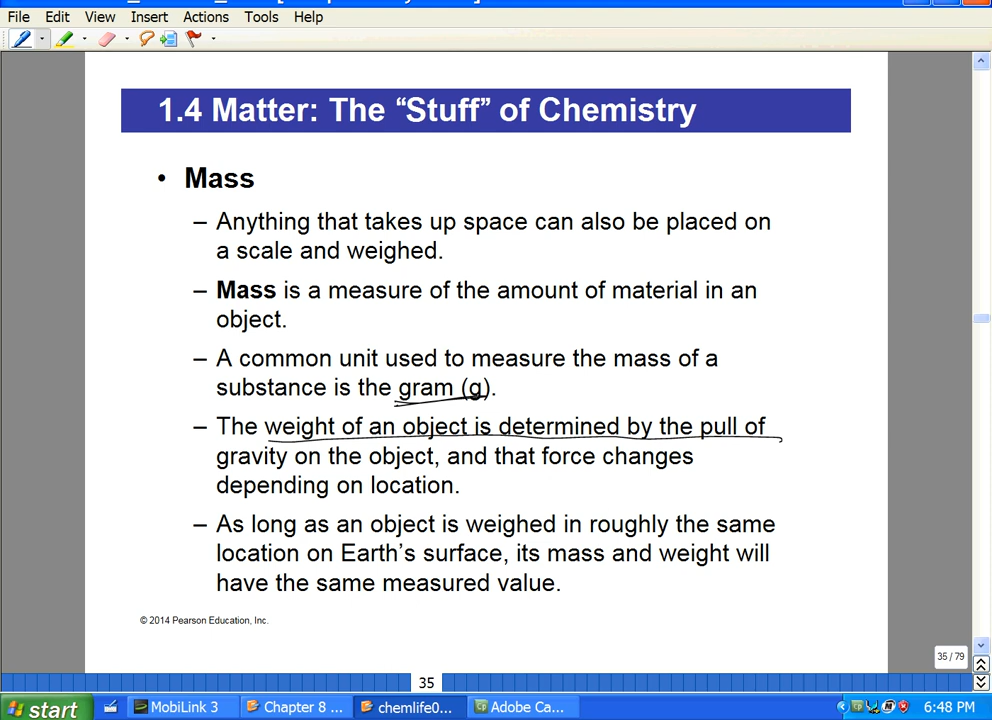 File Edit View Insert Actions Tools Help
1.4 Matter: The “Stuff” of Chemistry
• Mass
– Anything that takes up space can also be placed on
a scale and weighed.
– Mass is a measure of the amount of material in an
object.
– A common unit used to measure the mass of a
substance is the gram (g).
– The weight of an object is determined by the pull of
gravity on the object, and that force changes
depending on location.
– As long as an object is weighed in roughly the same
location on Earth’s surface, its mass and weight will
have the same measured value.
© 2014 Pearson Education, Inc.
35 / 79
35
start MobiLink 3 Chapter 8 ... chemlife0... Adobe Ca... 6:48 PM